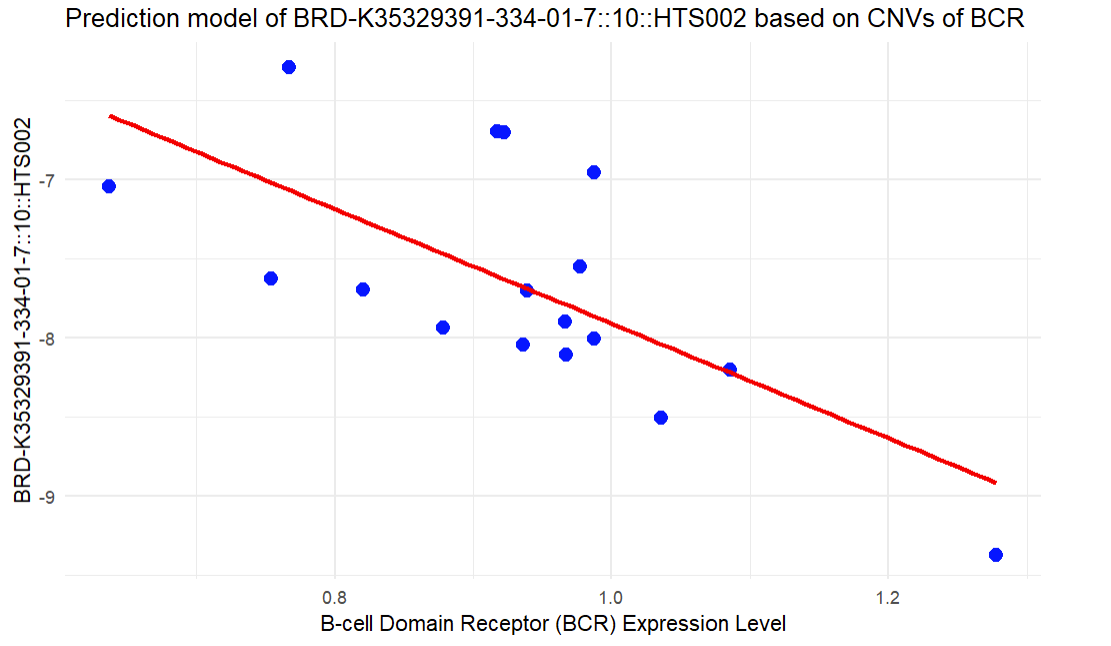 Prediction model of BRD-K35329391-334-01-7::10::HTS002 based on CNVs of BCR
BRD-K35329391-334-01-7::10::HTS002
-7
-8
-9
0.8
1.0
1.2
B-cell Domain Receptor (BCR) Expression Level